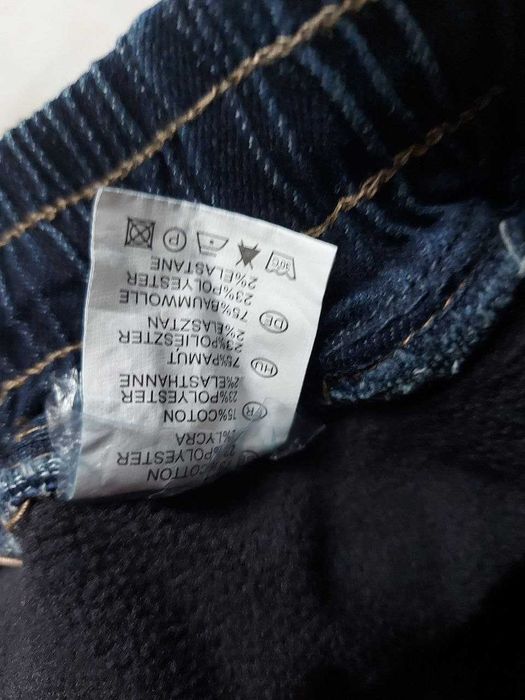 COTTON
POLYESTER
LYCRA
FR 75%COTON
23%POLYESTER
2%ELASTHANNE
HU 75%PAMUT
23%POLIESZTER
2%ELASZTAN
DE 75%BAUMWOLLE
23%POLYESTER
2%ELASTANE
30C P